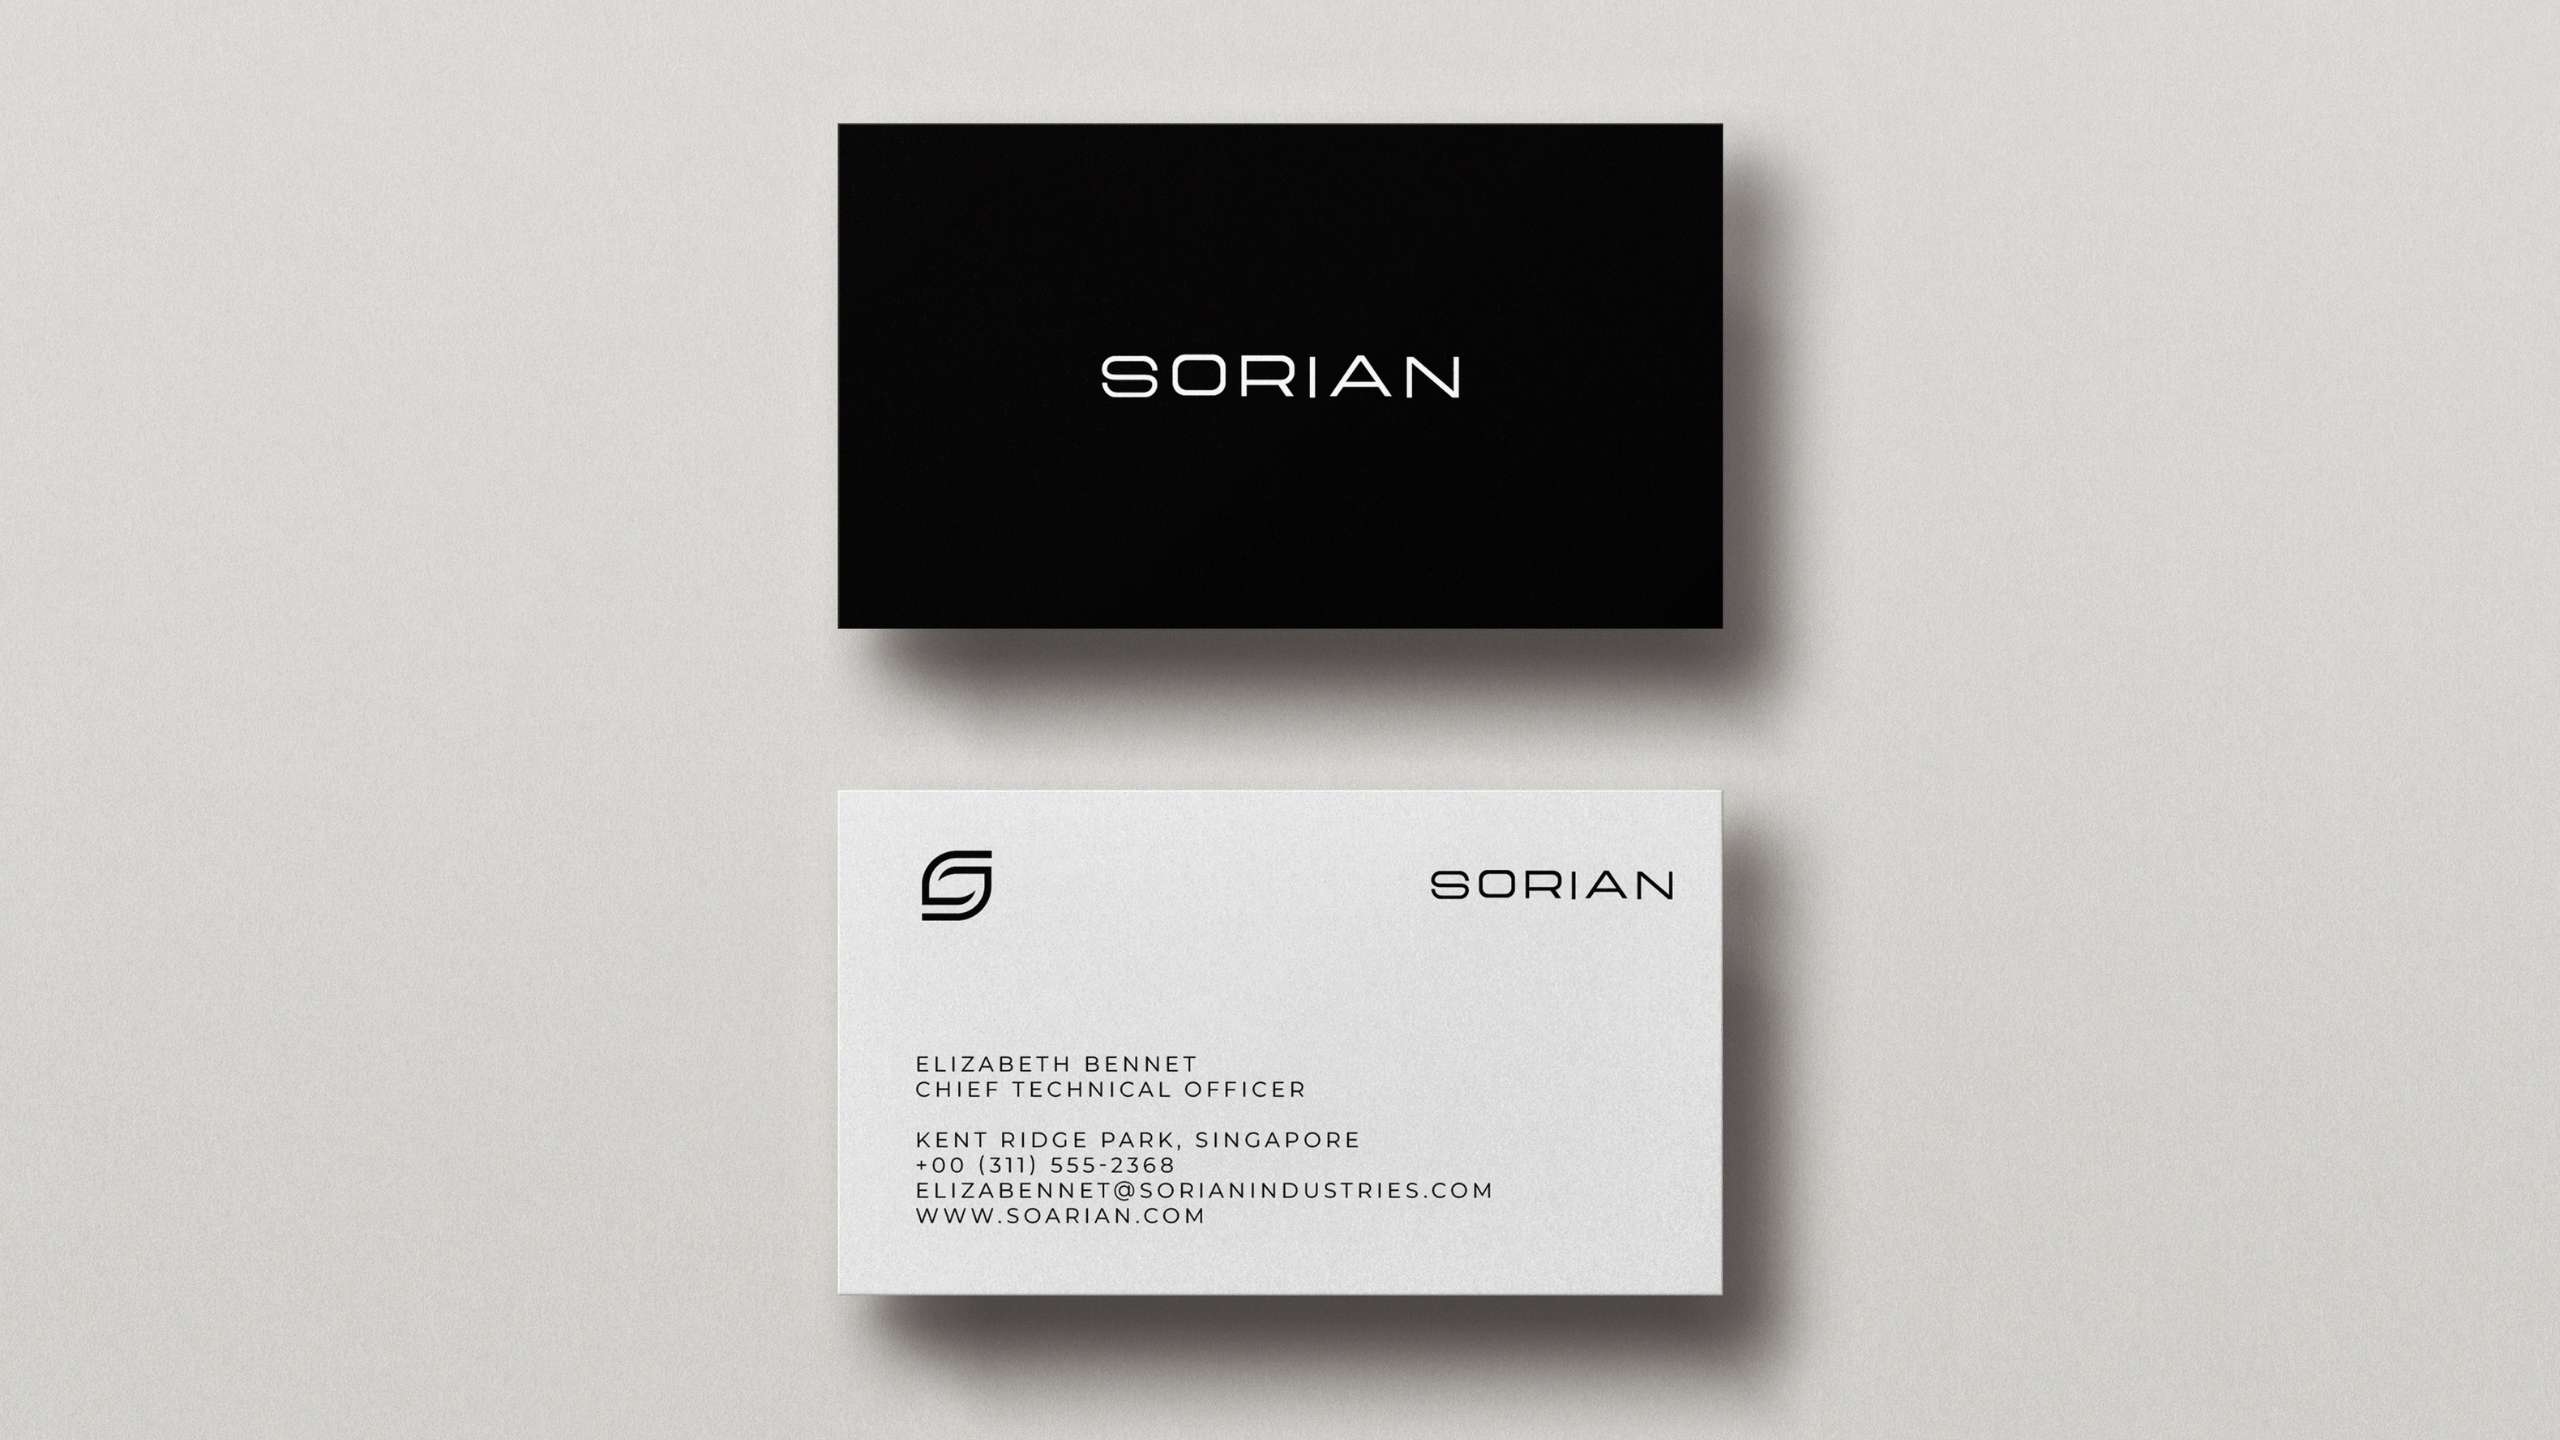 SORIAN
SORIAN
ELIZABETH BENNET
CHIEF TECHNICAL OFFICER
KENT RIDGE PARK, SINGAPORE
+00 (311) 555-2368
ELIZABENNET@SORIANINDUSTRIES.COM
WWW.SOARIAN.COM